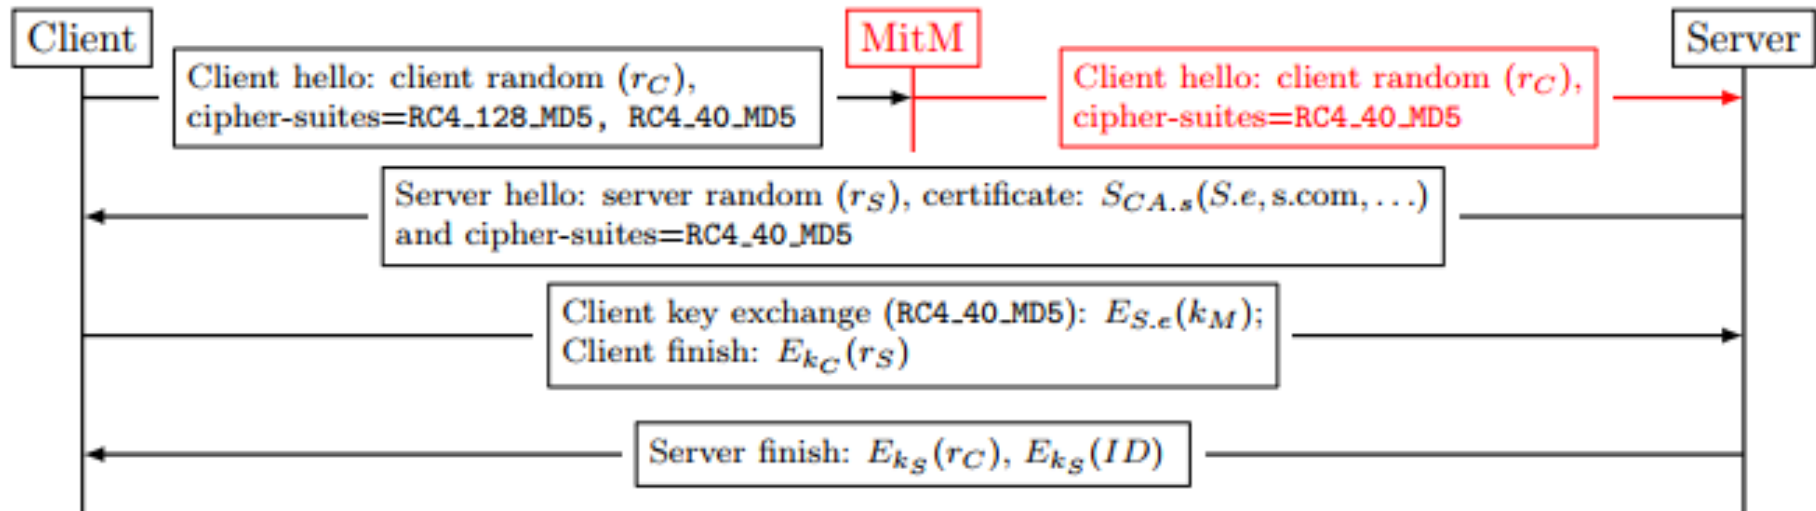 Client
MitM
Server
Client hello: client random (r_C),
cipher-suites=RC4_128_MD5, RC4_40_MD5
Client hello: client random (r_C),
cipher-suites=RC4_40_MD5
Server hello: server random (r_S), certificate: S_{CA.s}(S.e, s.com, ...)
and cipher-suites=RC4_40_MD5
Client key exchange (RC4_40_MD5): E_{S.e}(k_M);
Client finish: E_{k_C}(r_S)
Server finish: E_{k_S}(r_C), E_{k_S}(ID)